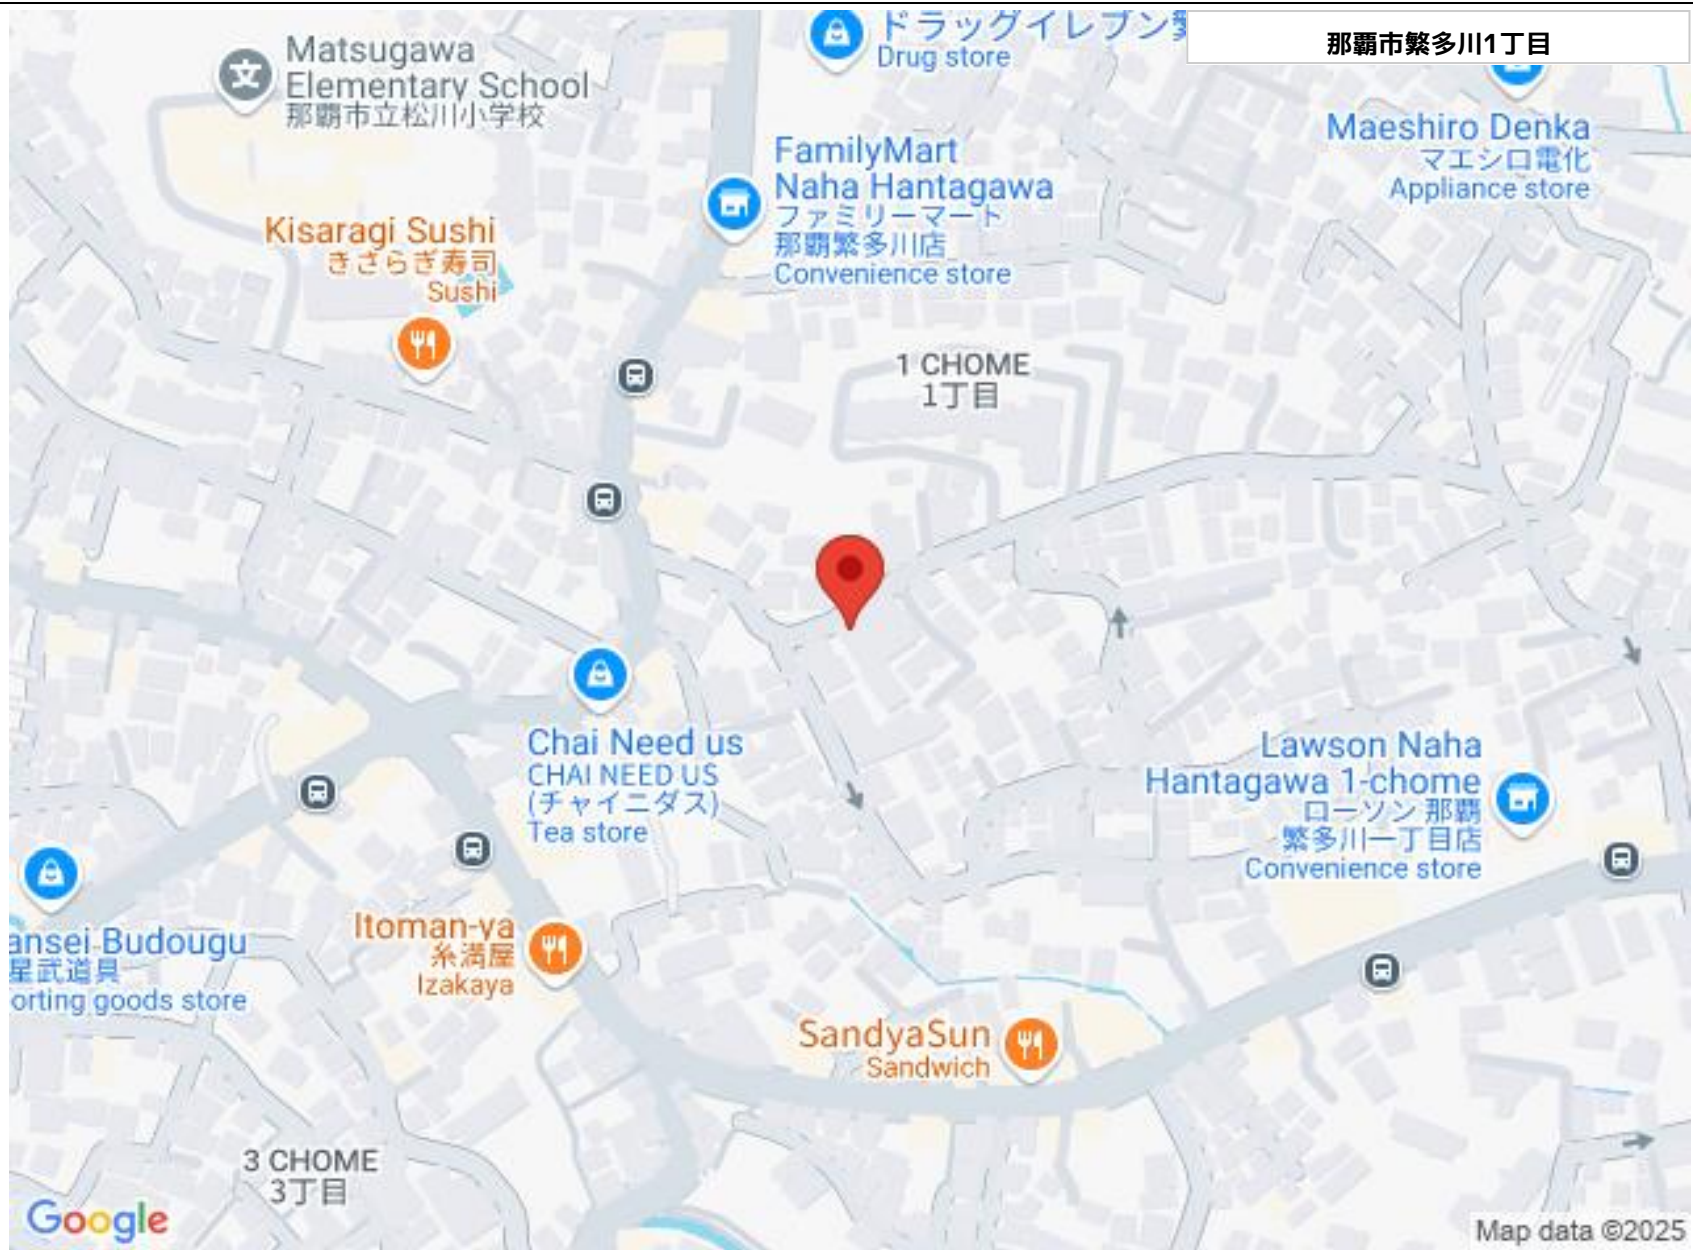 ドラッグイレブン
Drug store
那覇市繁多川1丁目
Matsugawa
Elementary School
那覇市立松川小学校
Maeshiro Denka
マエシロ電化
Appliance store
FamilyMart
Naha Hantagawa
ファミリーマート
那覇繁多川店
Convenience store
Kisaragi Sushi
きさらぎ寿司
Sushi
1 CHOME
1丁目
Chai Need us
CHAI NEED US
(チャイニダス)
Tea store
Lawson Naha
Hantagawa 1-chome
ローソン 那覇
繁多川一丁目店
Convenience store
Itoman-ya
糸満屋
Izakaya
ansei Budougu
星武道具
orting goods store
SandyaSun
Sandwich
3 CHOME
3丁目
Google
Map data ©2025